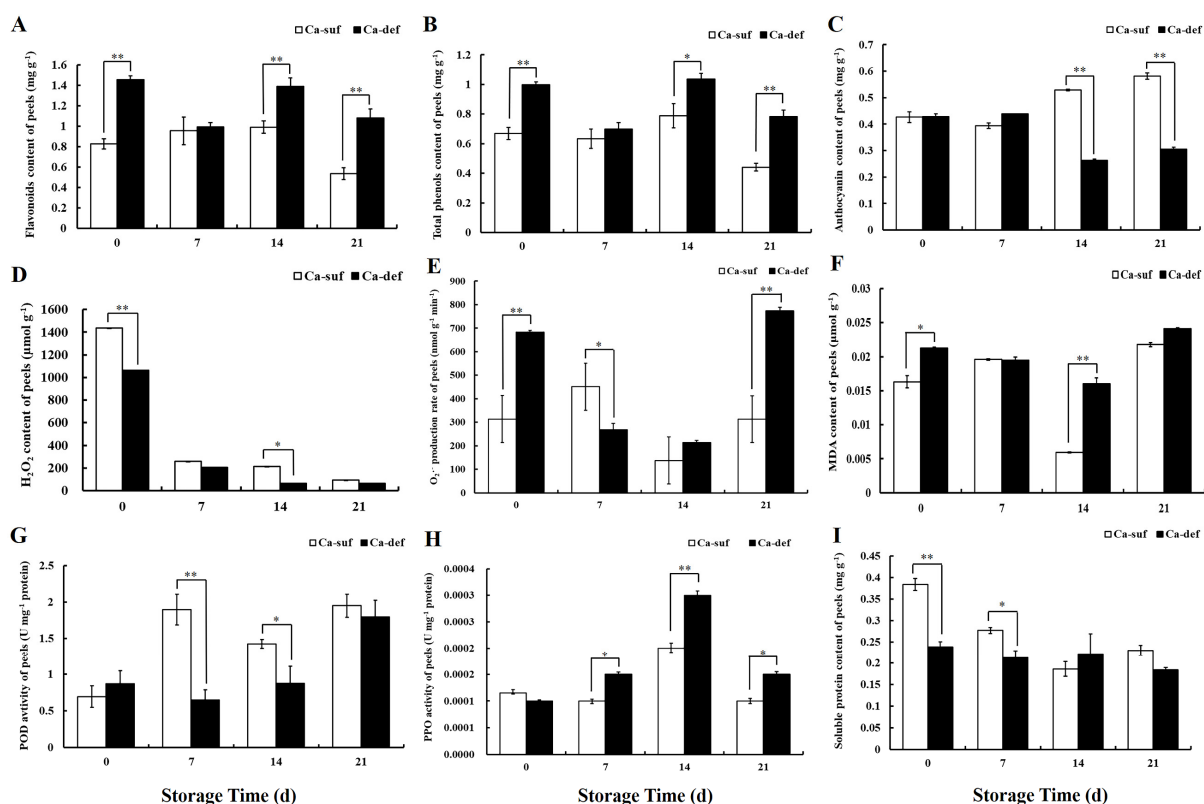 A
Ca-suf Ca-def
Flavonoids content of peels (mg g⁻¹)
1.6
1.4
1.2
1
0.8
0.6
0.4
0.2
0
**
**
**
0 7 14 21
B
Ca-suf Ca-def
Total phenols content of peels (mg g⁻¹)
1.2
1
0.8
0.6
0.4
0.2
0
**
*
**
0 7 14 21
C
Ca-suf Ca-def
Anthocyanin content of peels (mg g⁻¹)
0.7
0.6
0.5
0.4
0.3
0.2
0.1
0
**
**
0 7 14 21
D
Ca-suf Ca-def
H₂O₂ content of peels (μmol g⁻¹)
1600
1400
1200
1000
800
600
400
200
0
**
*
0 7 14 21
E
Ca-suf Ca-def
O₂·⁻ production rate of peels (nmol g⁻¹ min⁻¹)
900
800
700
600
500
400
300
200
100
0
**
*
**
0 7 14 21
F
Ca-suf Ca-def
MDA content of peels (μmol g⁻¹)
0.03
0.025
0.02
0.015
0.01
0.005
0
*
**
0 7 14 21
G
Ca-suf Ca-def
POD avtivity of peels (U mg⁻¹ protein)
2.5
2
1.5
1
0.5
0
**
*
0 7 14 21
Storage Time (d)
H
Ca-suf Ca-def
PPO activity of peels (U mg⁻¹ protein)
0.0004
0.0003
0.0003
0.0002
0.0002
0.0001
0.0001
0.0000
*
**
*
0 7 14 21
Storage Time (d)
I
Ca-suf Ca-def
Soluble protein content of peels (mg g⁻¹)
0.45
0.4
0.35
0.3
0.25
0.2
0.15
0.1
0.05
0
**
*
0 7 14 21
Storage Time (d)